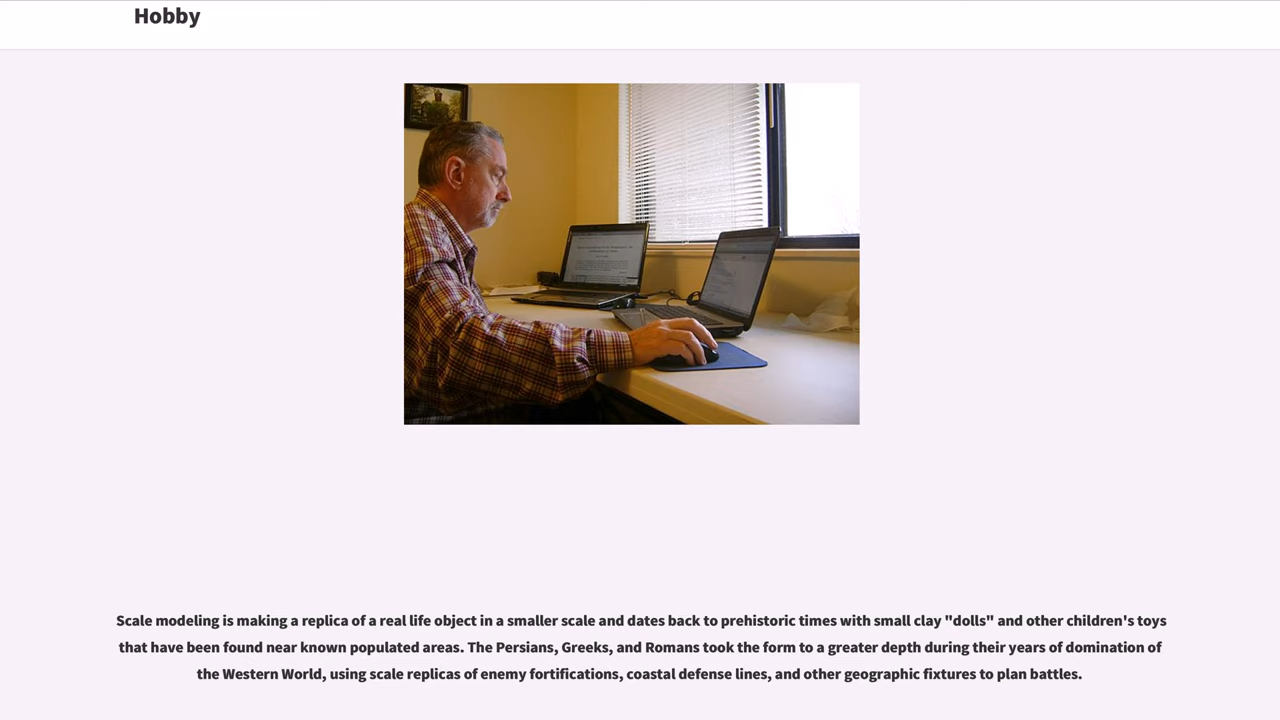 Hobby
Scale modeling is making a replica of a real life object in a smaller scale and dates back to prehistoric times with small clay "dolls" and other children's toys
that have been found near known populated areas. The Persians, Greeks, and Romans took the form to a greater depth during their years of domination of
the Western World, using scale replicas of enemy fortifications, coastal defense lines, and other geographic fixtures to plan battles.